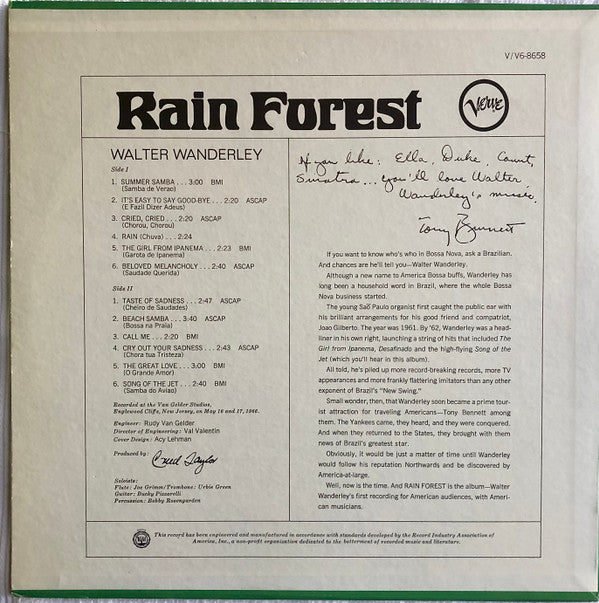 V/V6-8658
Rain Forest
Verve
WALTER WANDERLEY
Side I
1. SUMMER SAMBA . . . 3:00 BMI
(Samba de Verao)
2. IT'S EASY TO SAY GOOD-BYE . . . 2:20 ASCAP
(E Fazil Dizer Adeus)
3. CRIED, CRIED . . . 2:20 ASCAP
(Chorou, Chorou)
4. RAIN (Chuva) . . . 2:24
5. THE GIRL FROM IPANEMA . . . 2:23 BMI
(Garota de Ipanema)
6. BELOVED MELANCHOLY . . . 2:40 ASCAP
(Saudade Querida)
Side II
1. TASTE OF SADNESS . . . 2:47 ASCAP
(Cheiro de Saudades)
2. BEACH SAMBA . . . 3:40 ASCAP
(Bossa na Praia)
3. CALL ME . . . 2:20 BMI
4. CRY OUT YOUR SADNESS . . . 2:43 ASCAP
(Chora tua Tristeza)
5. THE GREAT LOVE . . . 3:00 BMI
(O Grande Amor)
6. SONG OF THE JET . . . 2:40 BMI
(Samba do Aviao)
Recorded at the Van Gelder Studios,
Englewood Cliffs, New Jersey, on May 16 and 17, 1966.
Engineer: Rudy Van Gelder
Director of Engineering: Val Valentin
Cover Design: Acy Lehman
Produced by: Creed Taylor
Soloists:
Flute: Joe Grimm/Trombone: Urbie Green
Guitar: Bucky Pizzarelli
Percussion: Bobby Rosengarden
If you like: Ella, Duke, Count,
Sinatra... you'll love Walter
Wanderley's music.
Tony Bennett
If you want to know who's who in Bossa Nova, ask a Brazilian.
And chances are he'll tell you—Walter Wanderley.
Although a new name to America Bossa buffs, Wanderley has
long been a household word in Brazil, where the whole Bossa
Nova business started.
The young Saõ Paulo organist first caught the public ear with
his brilliant arrangements for his good friend and compatriot,
Joao Gilberto. The year was 1961. By '62, Wanderley was a head-
liner in his own right, launching a string of hits that included The
Girl from Ipanema, Desafinado and the high-flying Song of the
Jet (which you'll hear in this album).
All told, he's piled up more record-breaking records, more TV
appearances and more frankly flattering imitators than any other
exponent of Brazil's "New Swing."
Small wonder, then, that Wanderley soon became a prime tour-
ist attraction for traveling Americans—Tony Bennett among
them. The Yankees came, they heard, and they were conquered.
And when they returned to the States, they brought with them
news of Brazil's greatest star.
Obviously, it would be just a matter of time until Wanderley
would follow his reputation Northwards and be discovered by
America-at-large.
Well, now is the time. And RAIN FOREST is the album—Walter
Wanderley's first recording for American audiences, with Ameri-
can musicians.
This record has been engineered and manufactured in accordance with standards developed by the Record Industry Association of
America, Inc., a non-profit organization dedicated to the betterment of recorded music and literature.